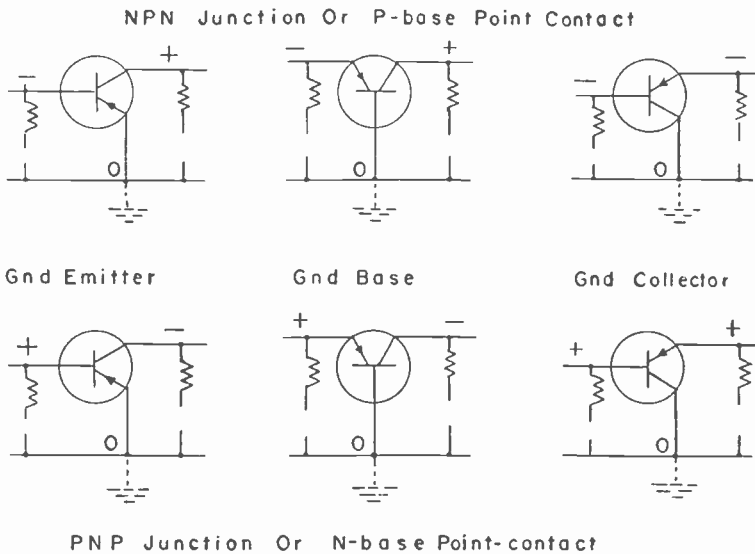 NPN Junction Or P-base Point Contact
− + − + − −
O O O
Gnd Emitter Gnd Base Gnd Collector
+ − + − + +
O O O
PNP Junction Or N-base Point-contact